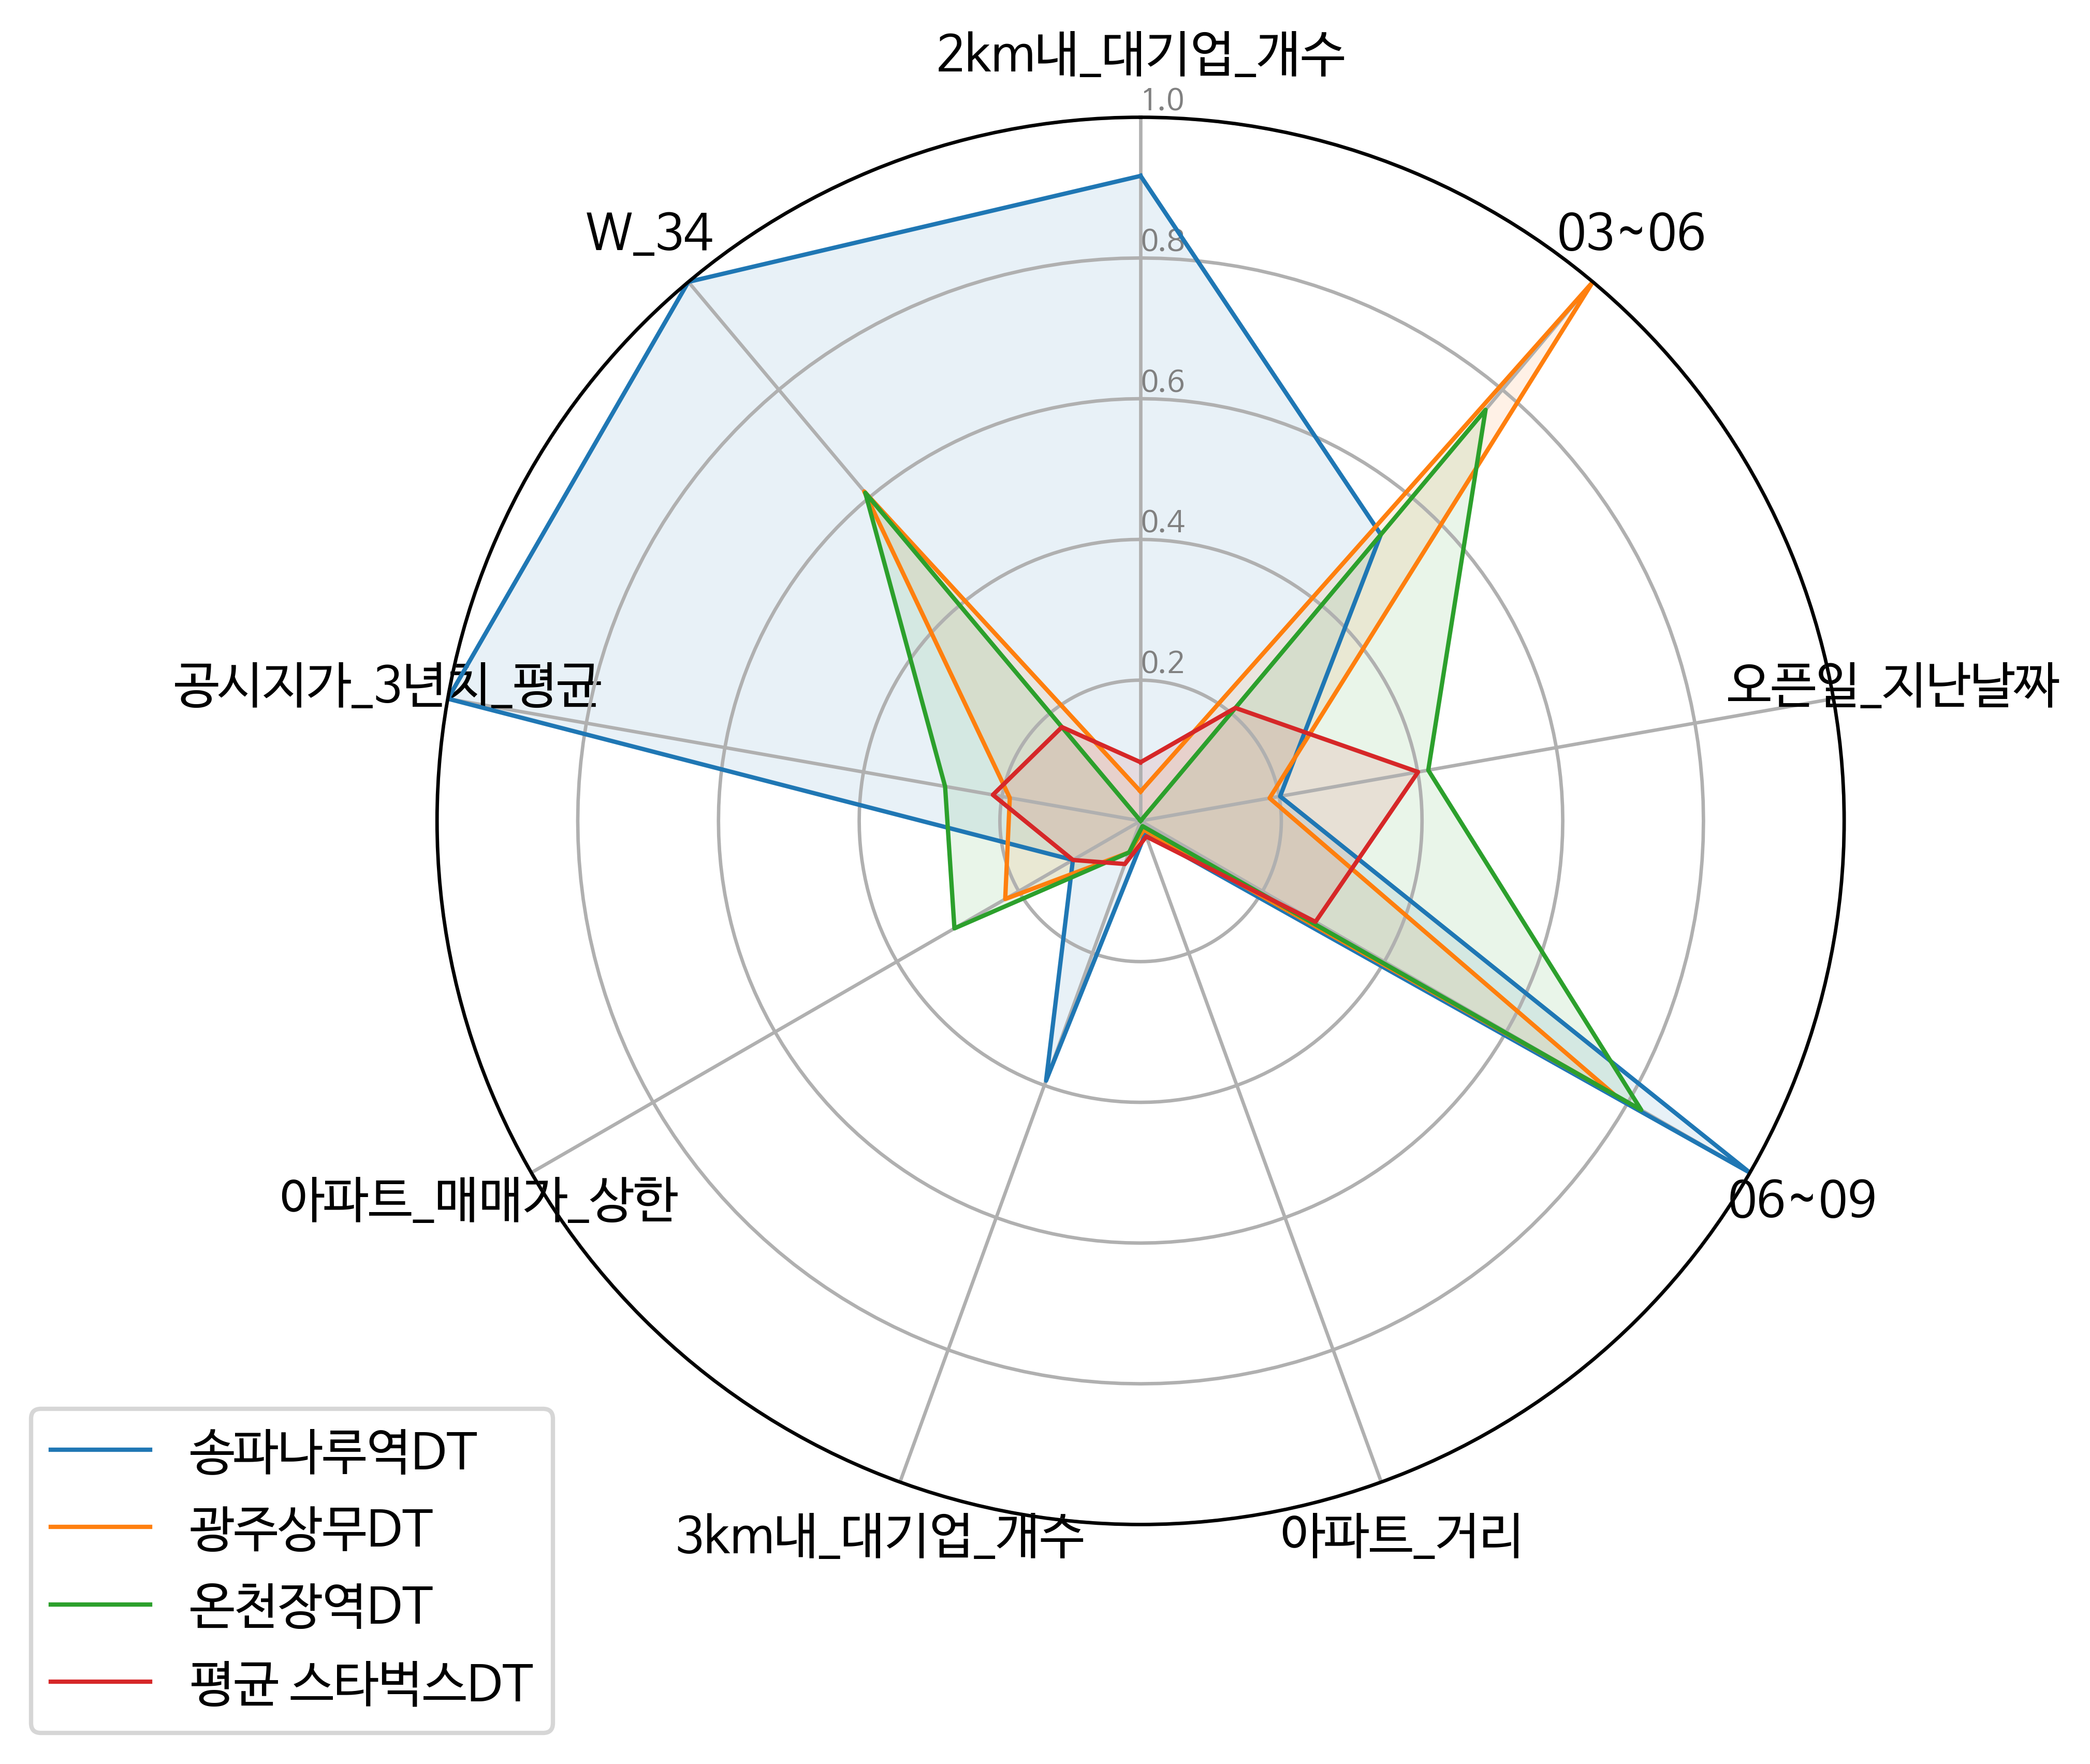 2km내_대기업_개수
1.0
W_34
03~06
0.8
0.6
0.4
0.2
공시지가_3년치_평균
오픈일_지난날짜
아파트_매매가_상한
06~09
3km내_대기업_개수
아파트_거리
송파나루역DT
광주상무DT
온천장역DT
평균 스타벅스DT